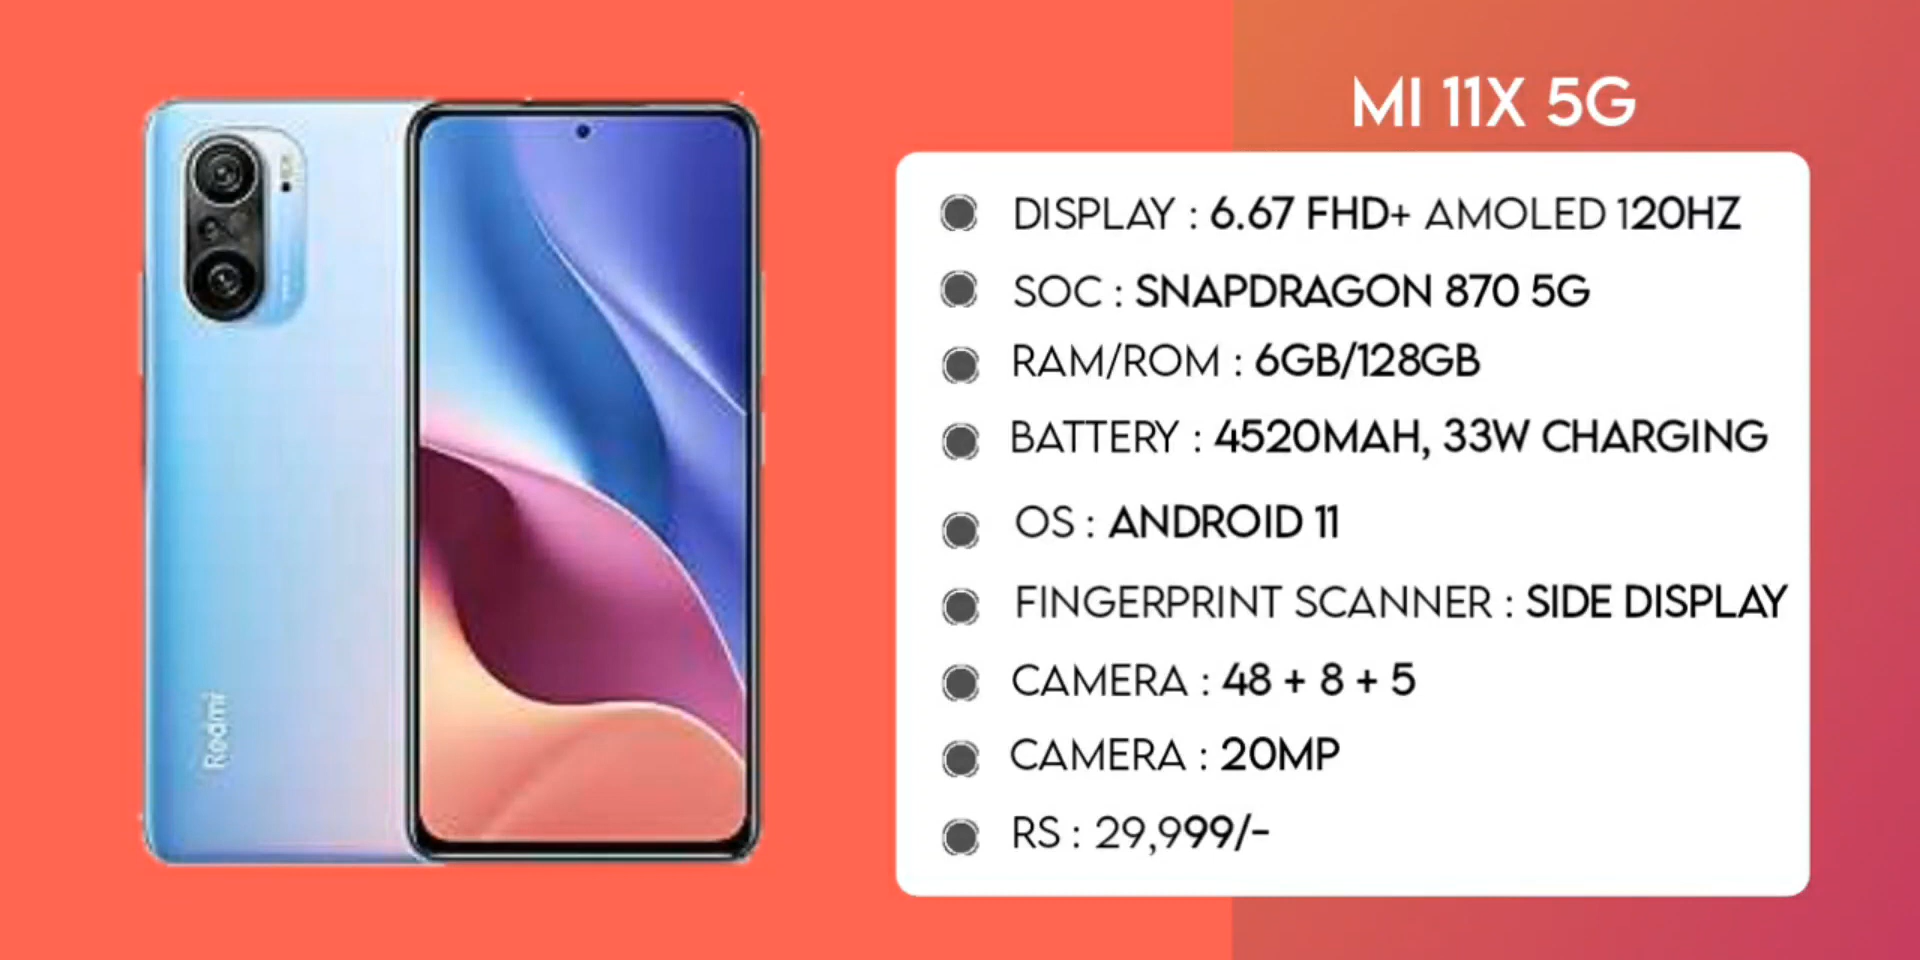 MI 11X 5G
DISPLAY : 6.67 FHD+ AMOLED 120HZ
SOC : SNAPDRAGON 870 5G
RAM/ROM : 6GB/128GB
BATTERY : 4520MAH, 33W CHARGING
OS : ANDROID 11
FINGERPRINT SCANNER : SIDE DISPLAY
CAMERA : 48 + 8 + 5
CAMERA : 20MP
RS : 29,999/-
Redmi